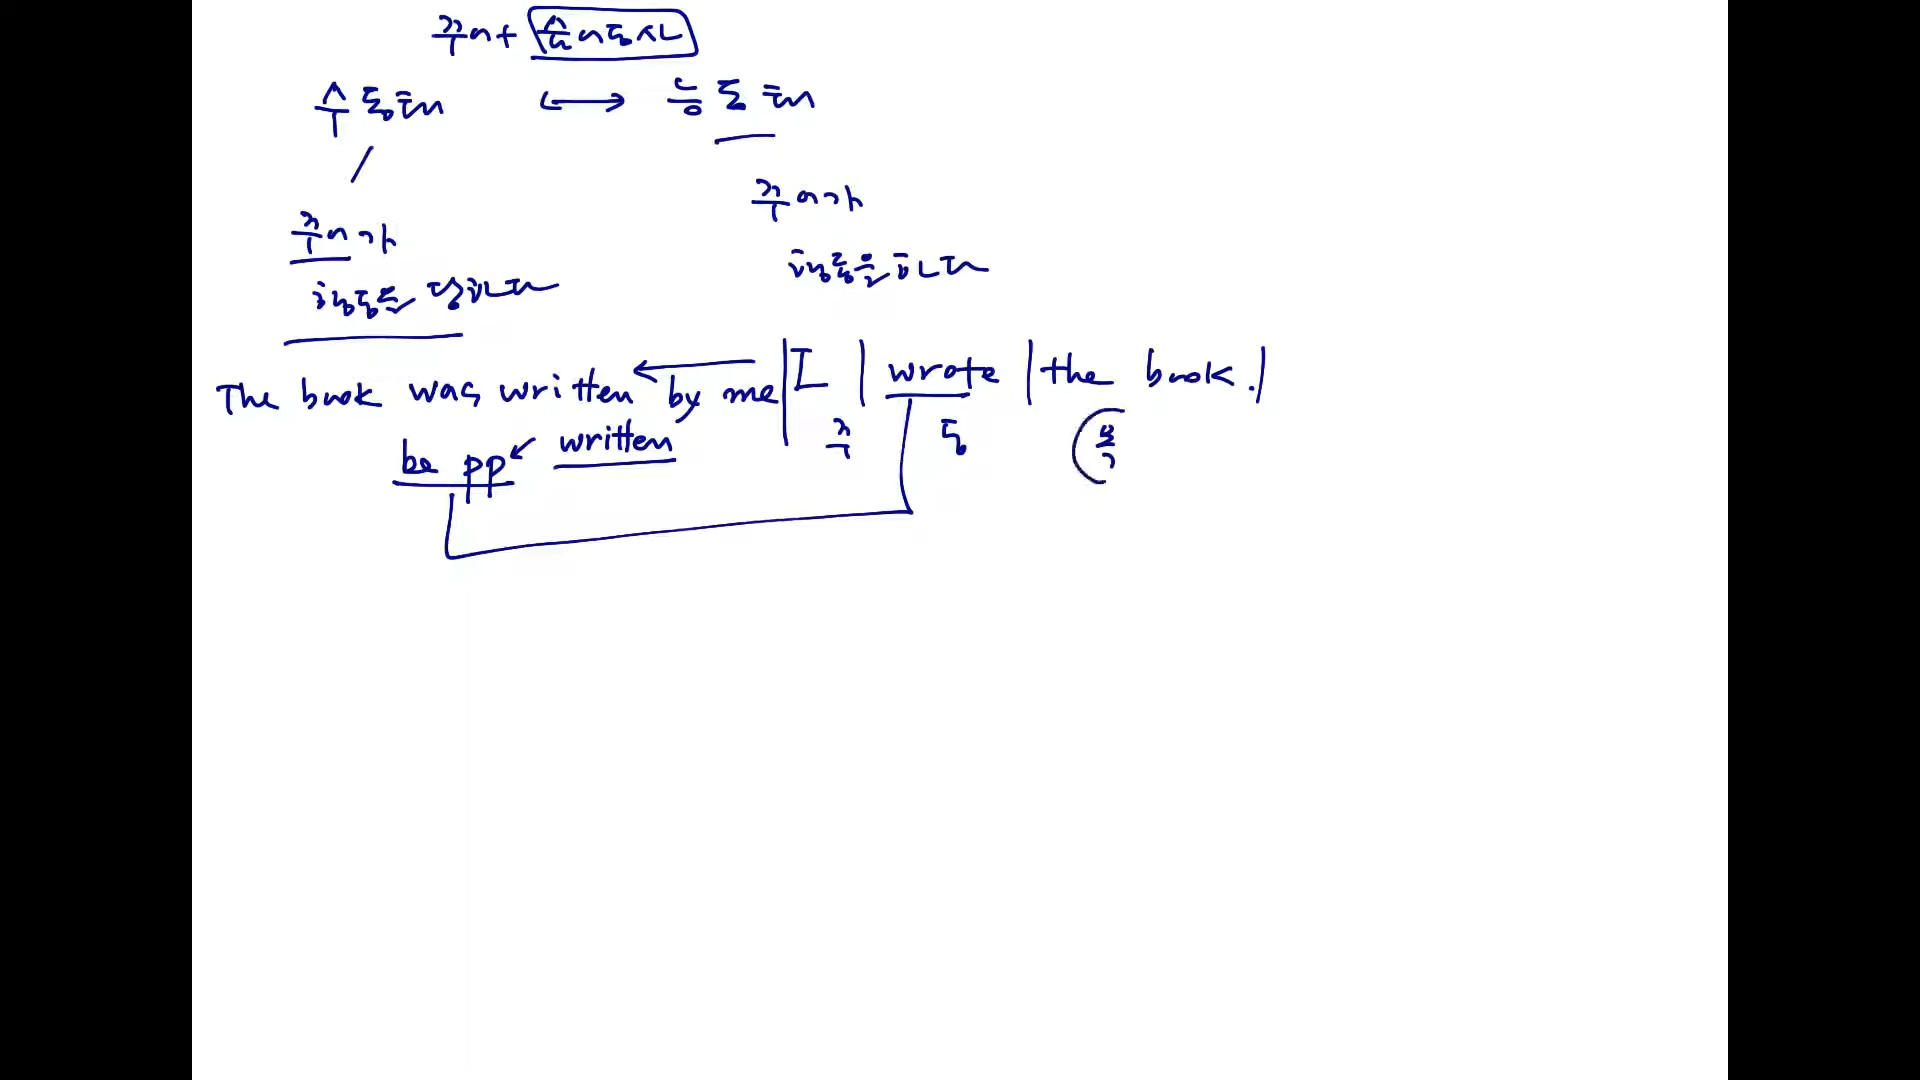 주어 + 술어동사
수동태 ↔ 능동태
주어가
행동을 당하다
주어가
행동을 하다
The book was written by me
be pp ← written
I | wrote | the book.
주 동 목